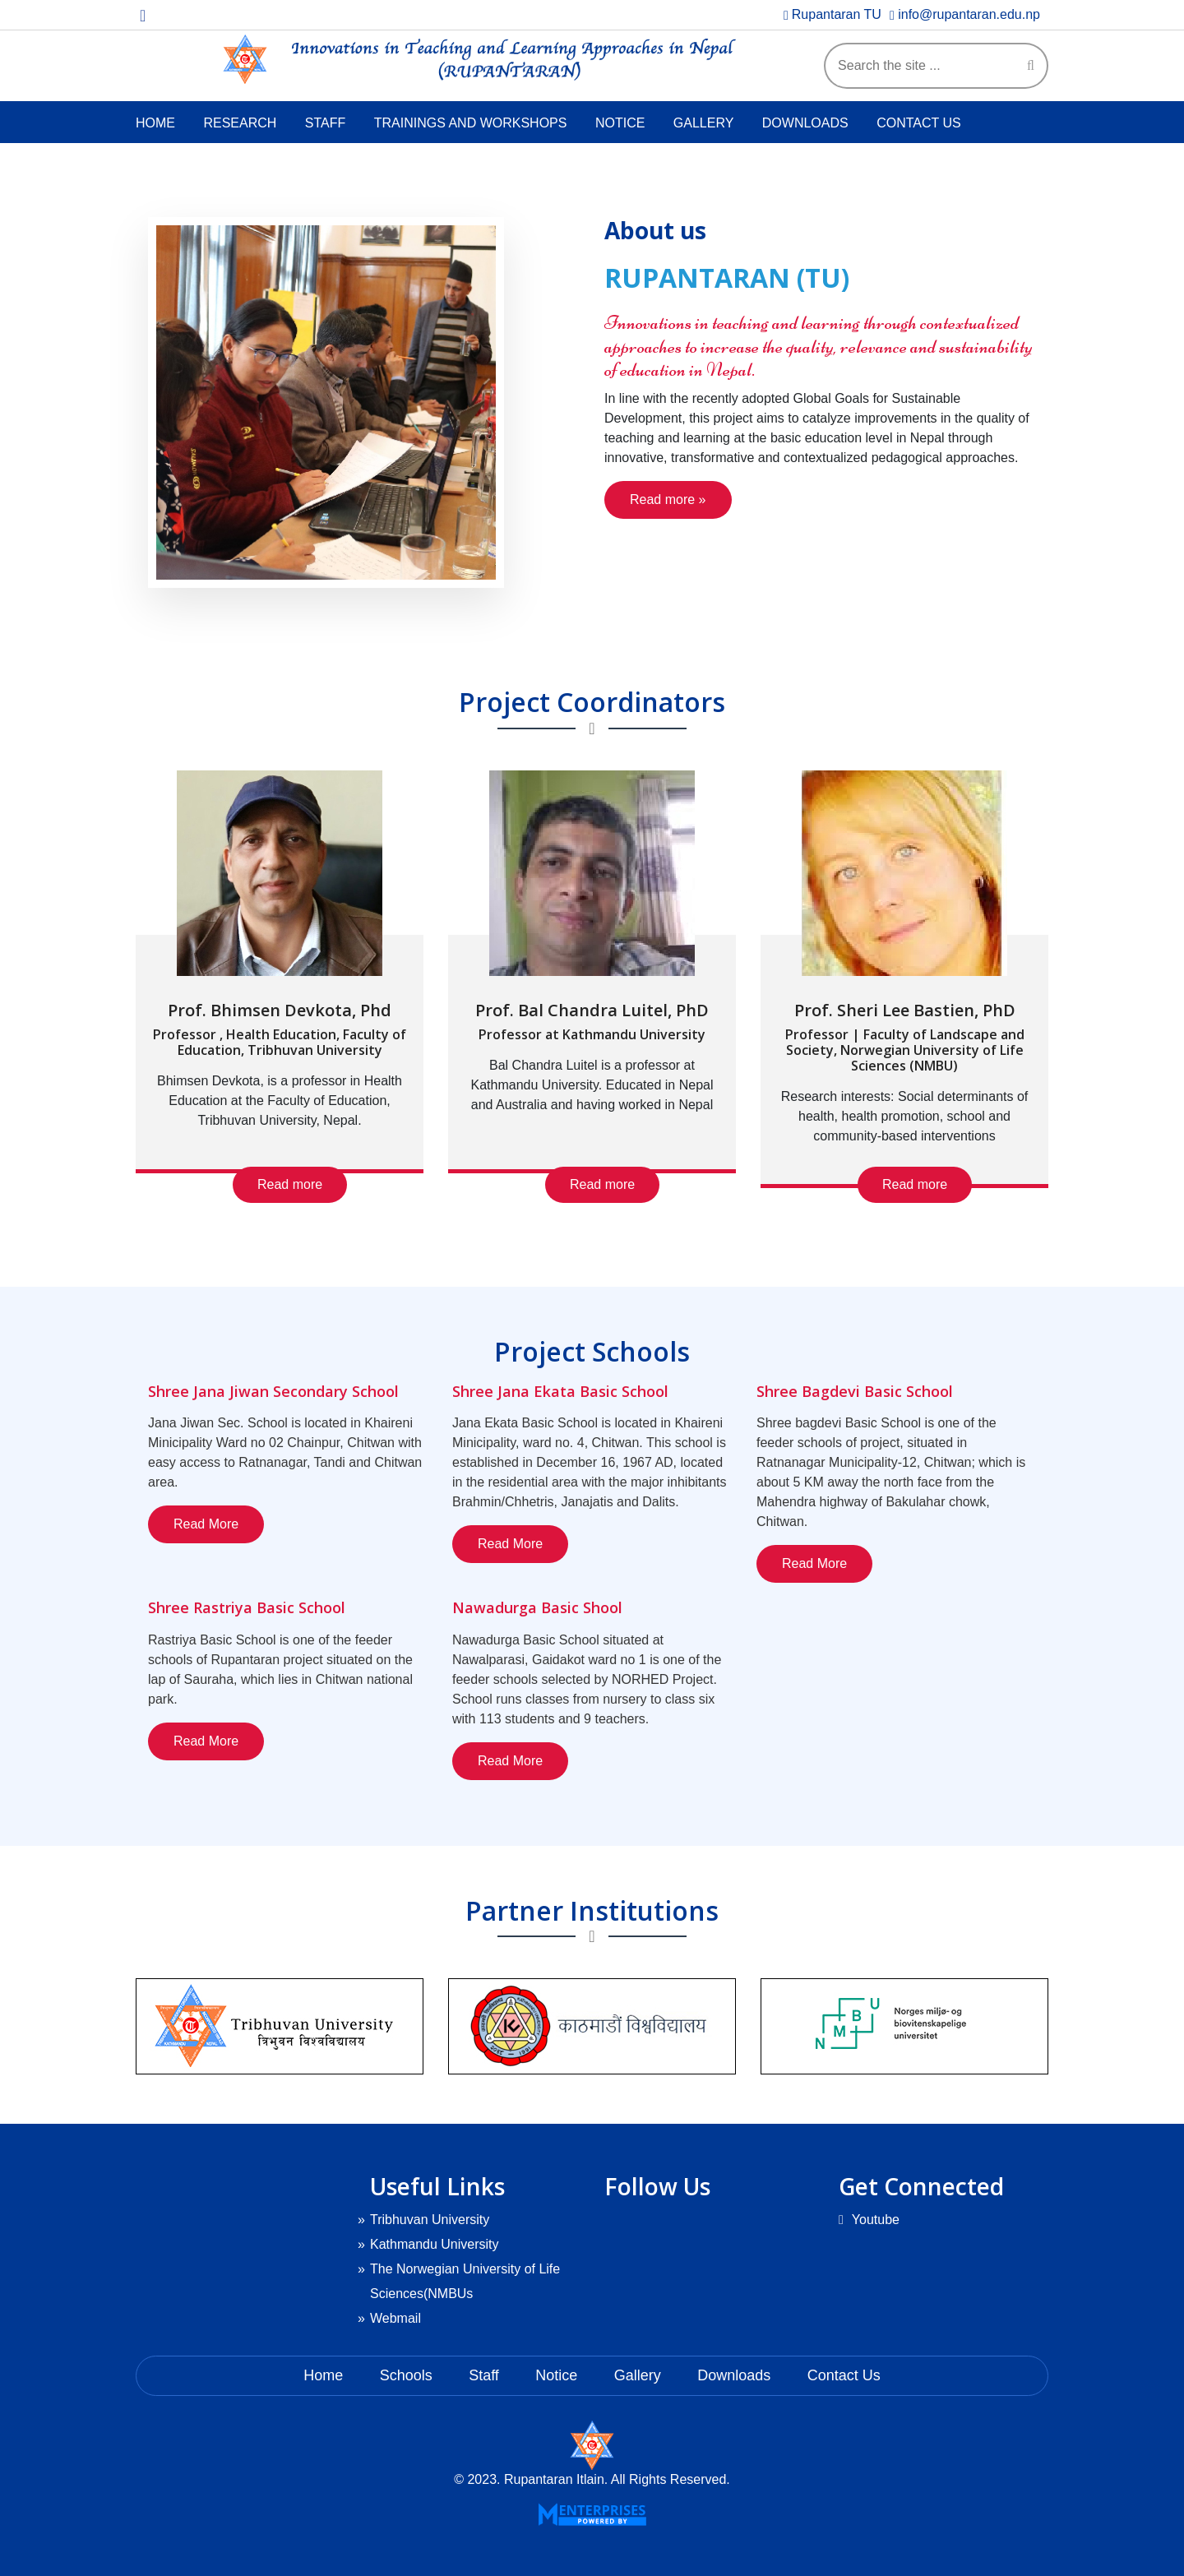 Rupantaran TU info@rupantaran.edu.np
Innovations in Teaching and Learning Approaches in Nepal
(RUPANTARAN)
Search the site ...
HOME RESEARCH STAFF TRAININGS AND WORKSHOPS NOTICE GALLERY DOWNLOADS CONTACT US
About us
RUPANTARAN (TU)
Innovations in teaching and learning through contextualized
approaches to increase the quality, relevance and sustainability
of education in Nepal.
In line with the recently adopted Global Goals for Sustainable
Development, this project aims to catalyze improvements in the quality of
teaching and learning at the basic education level in Nepal through
innovative, transformative and contextualized pedagogical approaches.
Read more »
Project Coordinators
Prof. Bhimsen Devkota, Phd
Professor , Health Education, Faculty of
Education, Tribhuvan University
Bhimsen Devkota, is a professor in Health
Education at the Faculty of Education,
Tribhuvan University, Nepal.
Read more
Prof. Bal Chandra Luitel, PhD
Professor at Kathmandu University
Bal Chandra Luitel is a professor at
Kathmandu University. Educated in Nepal
and Australia and having worked in Nepal
Read more
Prof. Sheri Lee Bastien, PhD
Professor | Faculty of Landscape and
Society, Norwegian University of Life
Sciences (NMBU)
Research interests: Social determinants of
health, health promotion, school and
community-based interventions
Read more
Project Schools
Shree Jana Jiwan Secondary School
Jana Jiwan Sec. School is located in Khaireni
Minicipality Ward no 02 Chainpur, Chitwan with
easy access to Ratnanagar, Tandi and Chitwan
area.
Read More
Shree Jana Ekata Basic School
Jana Ekata Basic School is located in Khaireni
Minicipality, ward no. 4, Chitwan. This school is
established in December 16, 1967 AD, located
in the residential area with the major inhibitants
Brahmin/Chhetris, Janajatis and Dalits.
Read More
Shree Bagdevi Basic School
Shree bagdevi Basic School is one of the
feeder schools of project, situated in
Ratnanagar Municipality-12, Chitwan; which is
about 5 KM away the north face from the
Mahendra highway of Bakulahar chowk,
Chitwan.
Read More
Shree Rastriya Basic School
Rastriya Basic School is one of the feeder
schools of Rupantaran project situated on the
lap of Sauraha, which lies in Chitwan national
park.
Read More
Nawadurga Basic Shool
Nawadurga Basic School situated at
Nawalparasi, Gaidakot ward no 1 is one of the
feeder schools selected by NORHED Project.
School runs classes from nursery to class six
with 113 students and 9 teachers.
Read More
Partner Institutions
Tribhuvan University
त्रिभुवन विश्वविद्यालय
काठमाडौं विश्वविद्यालय
N M B U
Norges miljø- og
biovitenskapelige
universitet
Useful Links
» Tribhuvan University
» Kathmandu University
» The Norwegian University of Life
Sciences(NMBUs
» Webmail
Follow Us
Get Connected
Youtube
Home Schools Staff Notice Gallery Downloads Contact Us
© 2023. Rupantaran Itlain. All Rights Reserved.
M ENTERPRISES
POWERED BY